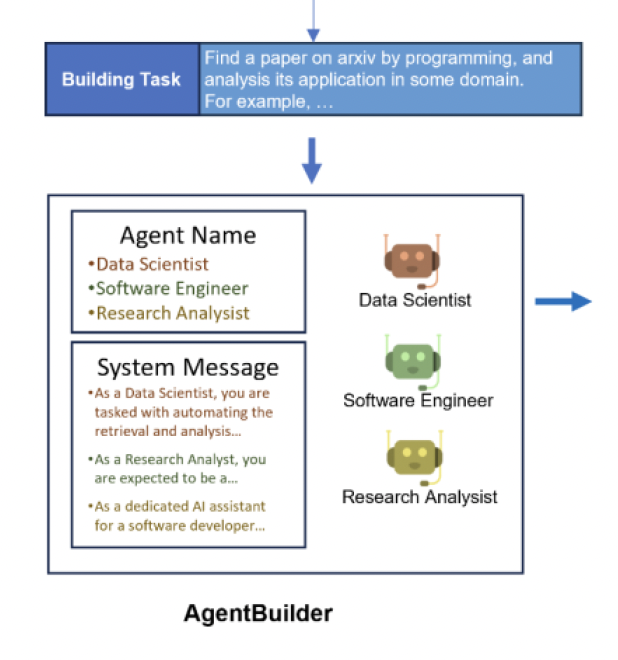 Building Task
Find a paper on arxiv by programming, and
analysis its application in some domain.
For example, …
Agent Name
•Data Scientist
•Software Engineer
•Research Analysist
System Message
•As a Data Scientist, you are
tasked with automating the
retrieval and analysis…
•As a Research Analyst, you
are expected to be a…
•As a dedicated AI assistant
for a software developer…
Data Scientist
Software Engineer
Research Analysist
AgentBuilder